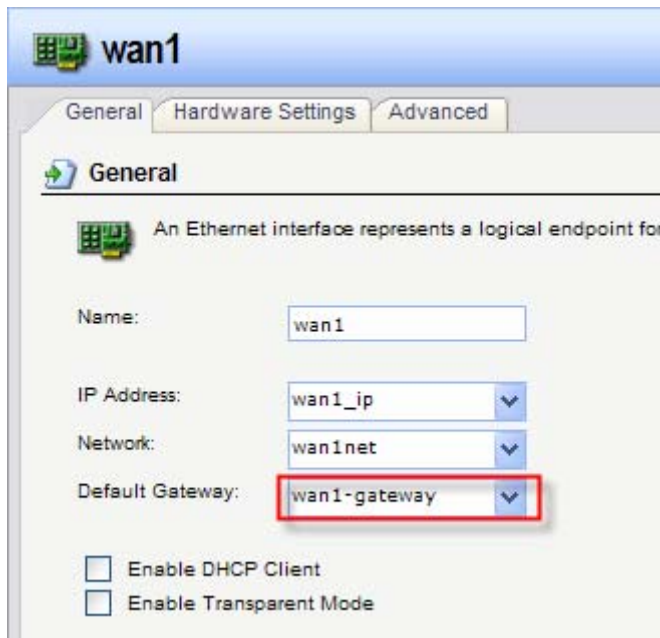 wan1
General Hardware Settings Advanced
General
An Ethernet interface represents a logical endpoint for
Name: wan1
IP Address: wan1_ip
Network: wan1net
Default Gateway: wan1-gateway
Enable DHCP Client
Enable Transparent Mode